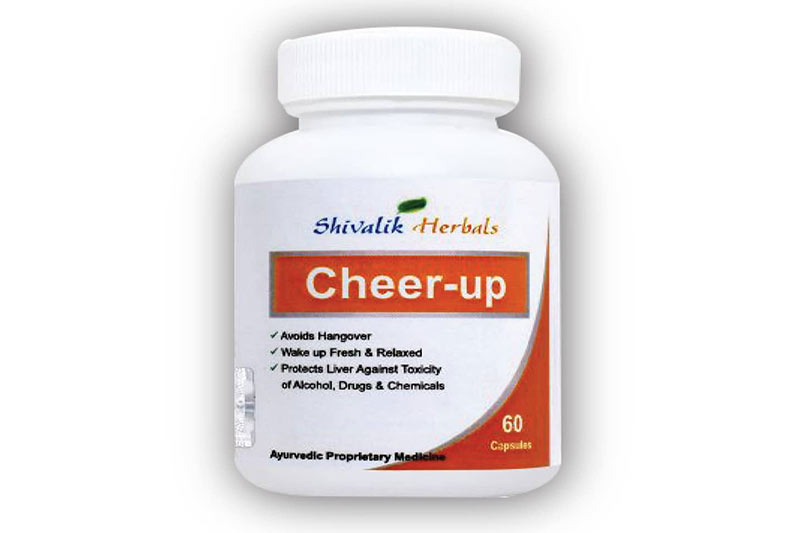 Shivalik Herbals
Cheer-up
✓ Avoids Hangover
✓ Wake up Fresh & Relaxed
✓ Protects Liver Against Toxicity
of Alcohol, Drugs & Chemicals
60
Capsules
Ayurvedic Proprietary Medicine